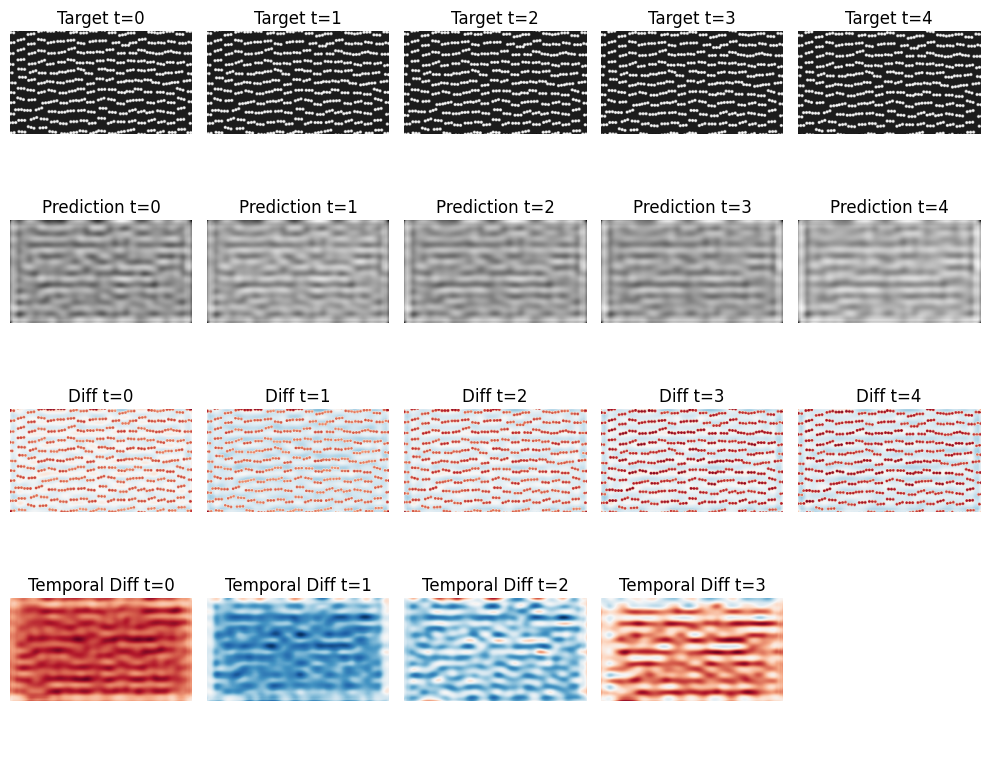 Target t=0 Target t=1 Target t=2 Target t=3 Target t=4
Prediction t=0 Prediction t=1 Prediction t=2 Prediction t=3 Prediction t=4
Diff t=0 Diff t=1 Diff t=2 Diff t=3 Diff t=4
Temporal Diff t=0 Temporal Diff t=1 Temporal Diff t=2 Temporal Diff t=3